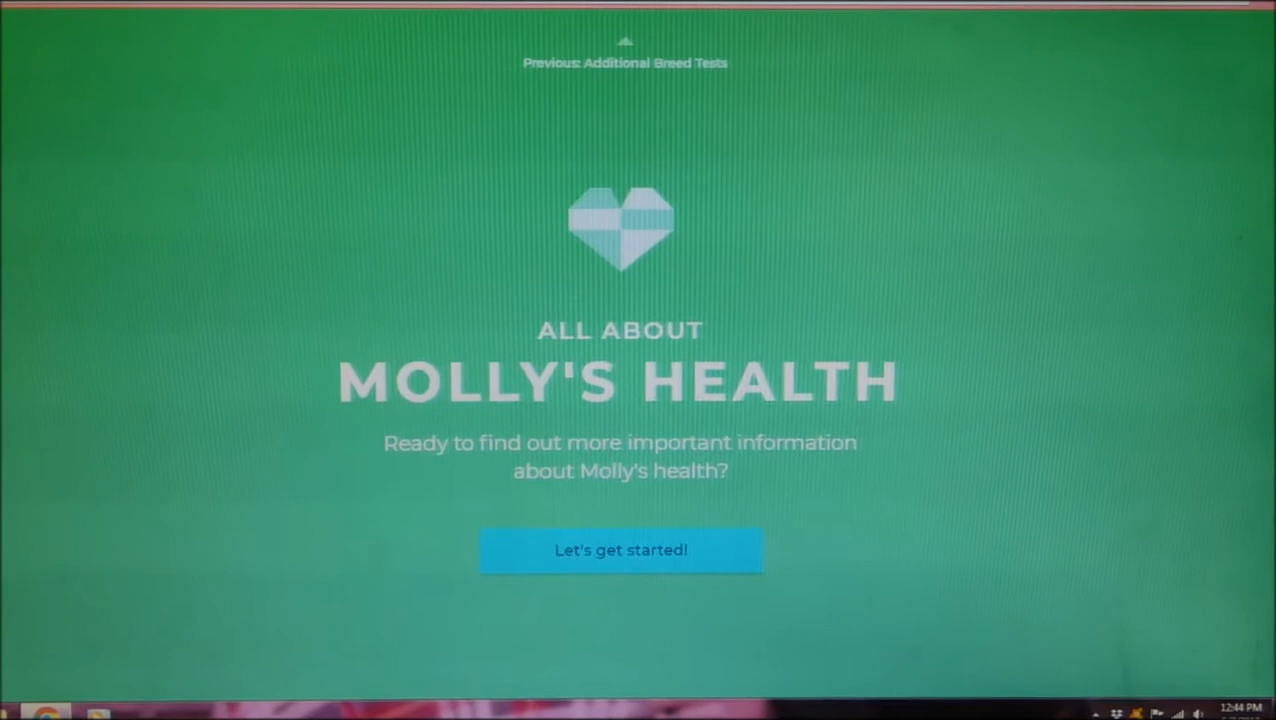 Previous: Additional Breed Tests
ALL ABOUT
MOLLY'S HEALTH
Ready to find out more important information
about Molly's health?
Let's get started!
12:44 PM